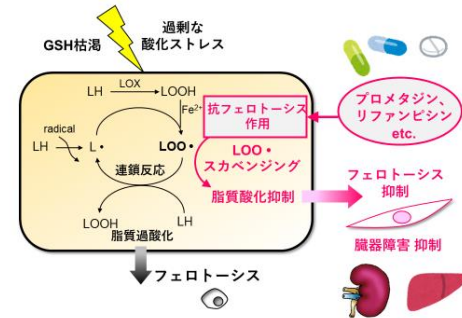 過剰な
酸化ストレス
GSH枯渇
LH
LOX
LOOH
Fe²⁺
radical
LH
L・
LOO・
連鎖反応
LOOH
LH
脂質過酸化
抗フェロトーシス
作用
LOO・
スカベンジング
脂質酸化抑制
プロメタジン、
リファンピシン
etc.
フェロトーシス
抑制
臓器障害 抑制
フェロトーシス